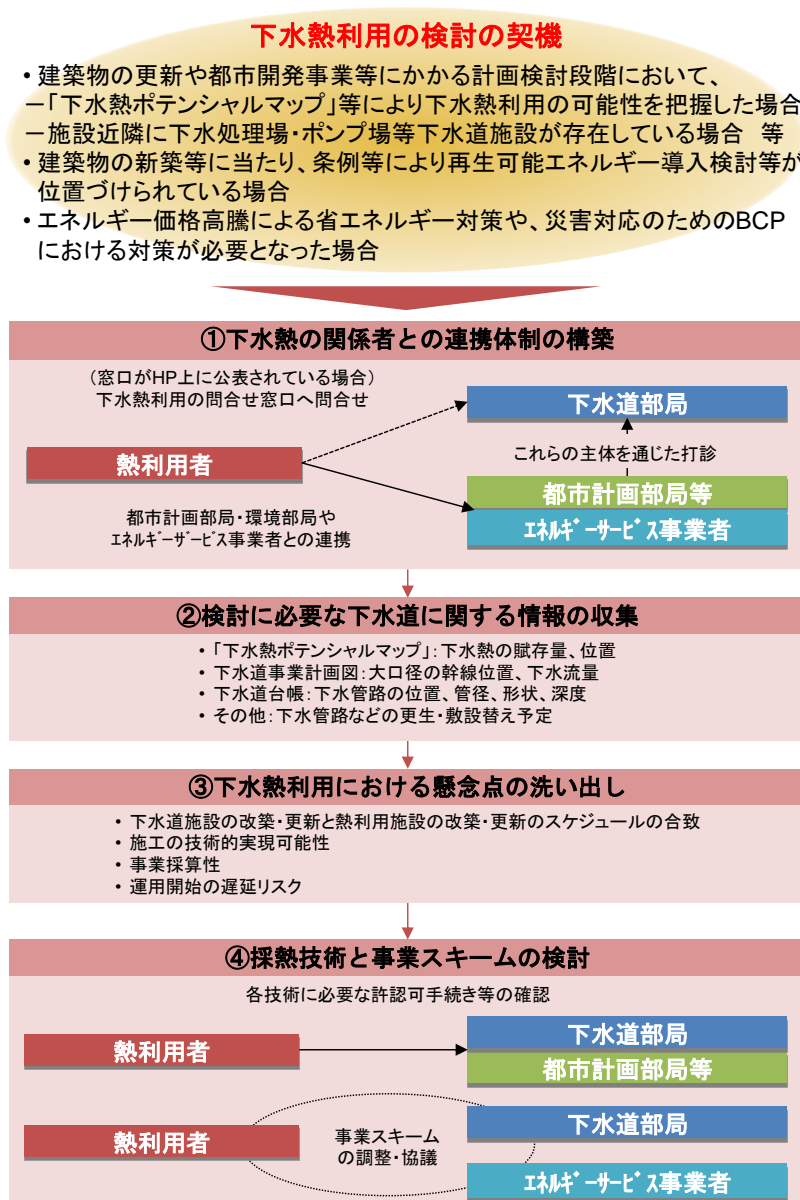 下水熱利用の検討の契機
• 建築物の更新や都市開発事業等にかかる計画検討段階において、
－「下水熱ポテンシャルマップ」等により下水熱利用の可能性を把握した場合
－施設近隣に下水処理場・ポンプ場等下水道施設が存在している場合　等
• 建築物の新築等に当たり、条例等により再生可能エネルギー導入検討等が
位置づけられている場合
• エネルギー価格高騰による省エネルギー対策や、災害対応のためのBCP
における対策が必要となった場合
①下水熱の関係者との連携体制の構築
（窓口がHP上に公表されている場合）
下水熱利用の問合せ窓口へ問合せ
下水道部局
熱利用者
これらの主体を通じた打診
都市計画部局等
都市計画部局・環境部局や
ｴﾈﾙｷﾞｰｻﾞｰﾋﾞｽ事業者との連携
ｴﾈﾙｷﾞｰｻｰﾋﾞｽ事業者
②検討に必要な下水道に関する情報の収集
• 「下水熱ポテンシャルマップ」：下水熱の賦存量、位置
• 下水道事業計画図：大口径の幹線位置、下水流量
• 下水道台帳：下水管路の位置、管径、形状、深度
• その他：下水管路などの更生・敷設替え予定
③下水熱利用における懸念点の洗い出し
• 下水道施設の改築・更新と熱利用施設の改築・更新のスケジュールの合致
• 施工の技術的実現可能性
• 事業採算性
• 運用開始の遅延リスク
④採熱技術と事業スキームの検討
各技術に必要な許認可手続き等の確認
熱利用者
下水道部局
都市計画部局等
熱利用者
事業スキーム
の調整・協議
下水道部局
ｴﾈﾙｷﾞｰｻｰﾋﾞｽ事業者